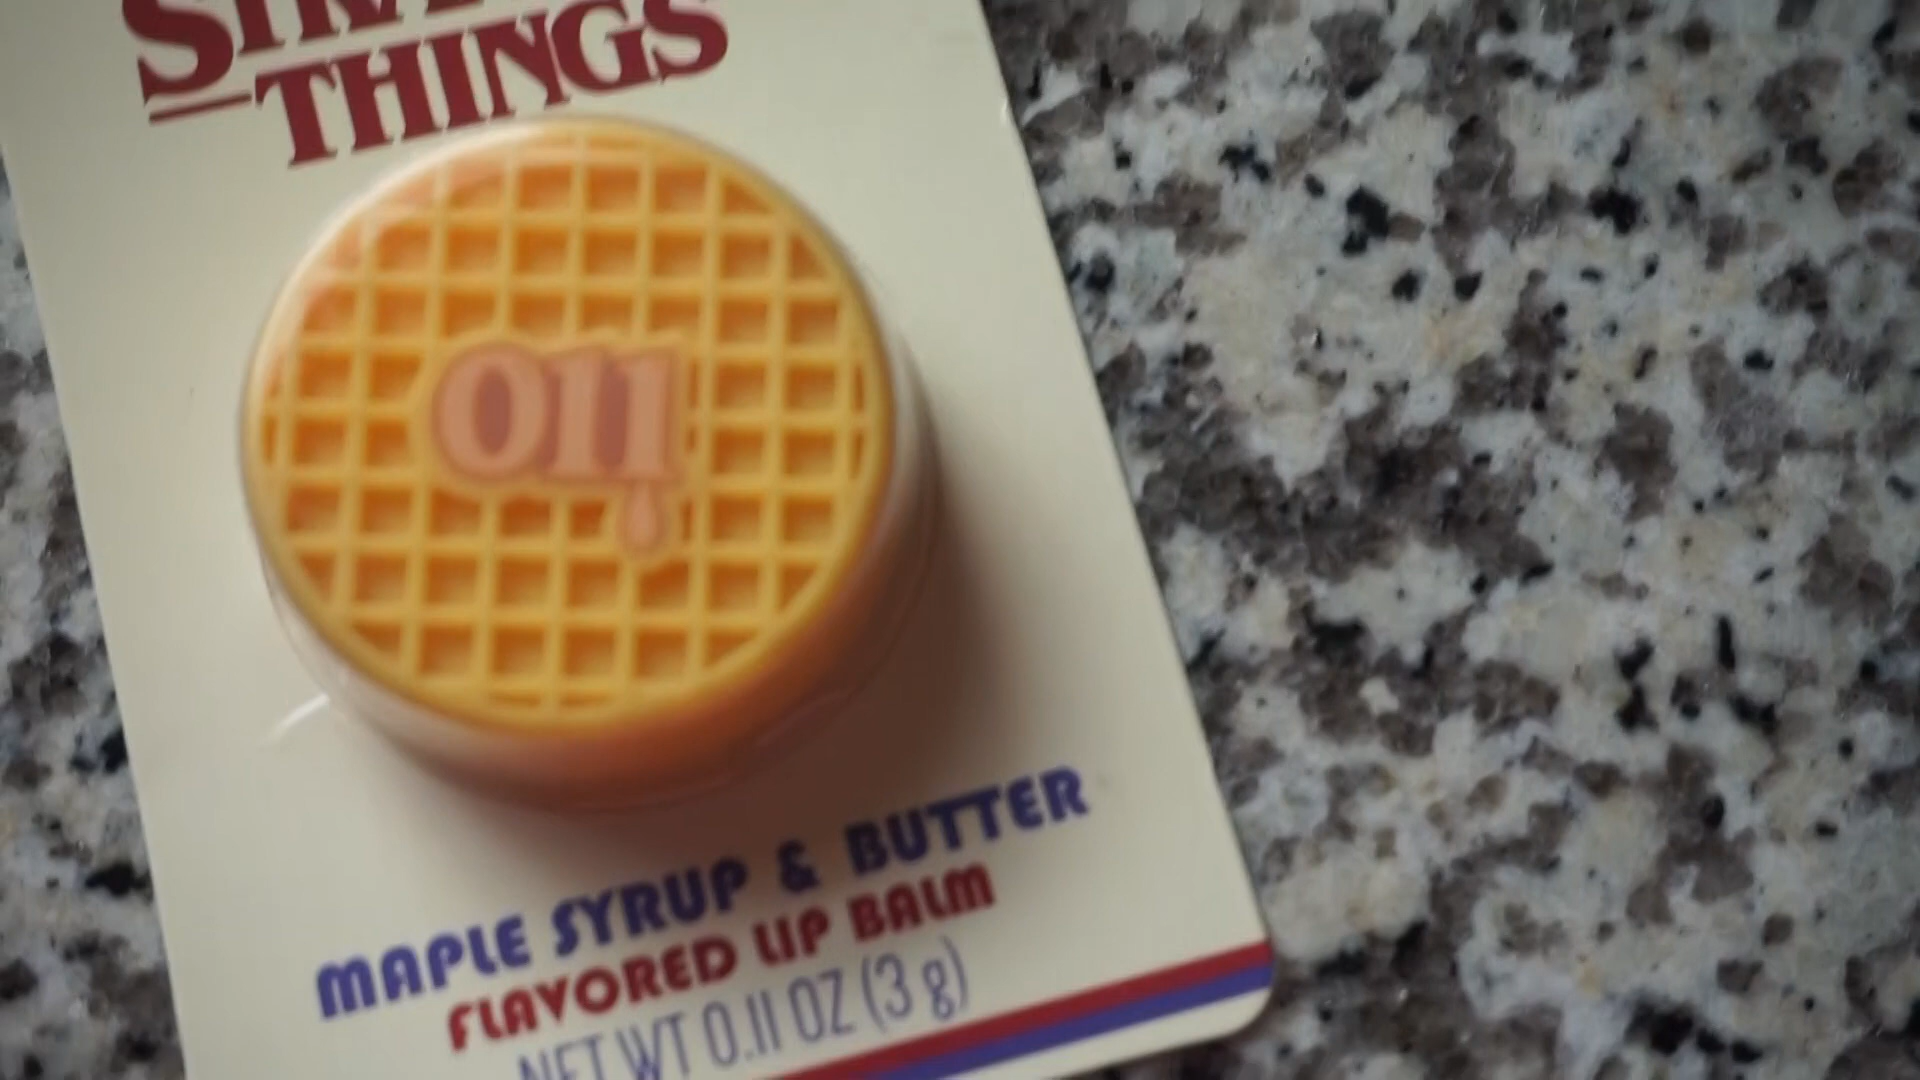 THINGS
011
MAPLE SYRUP & BUTTER
FLAVORED LIP BALM
NET WT 0.11 OZ (3 g)